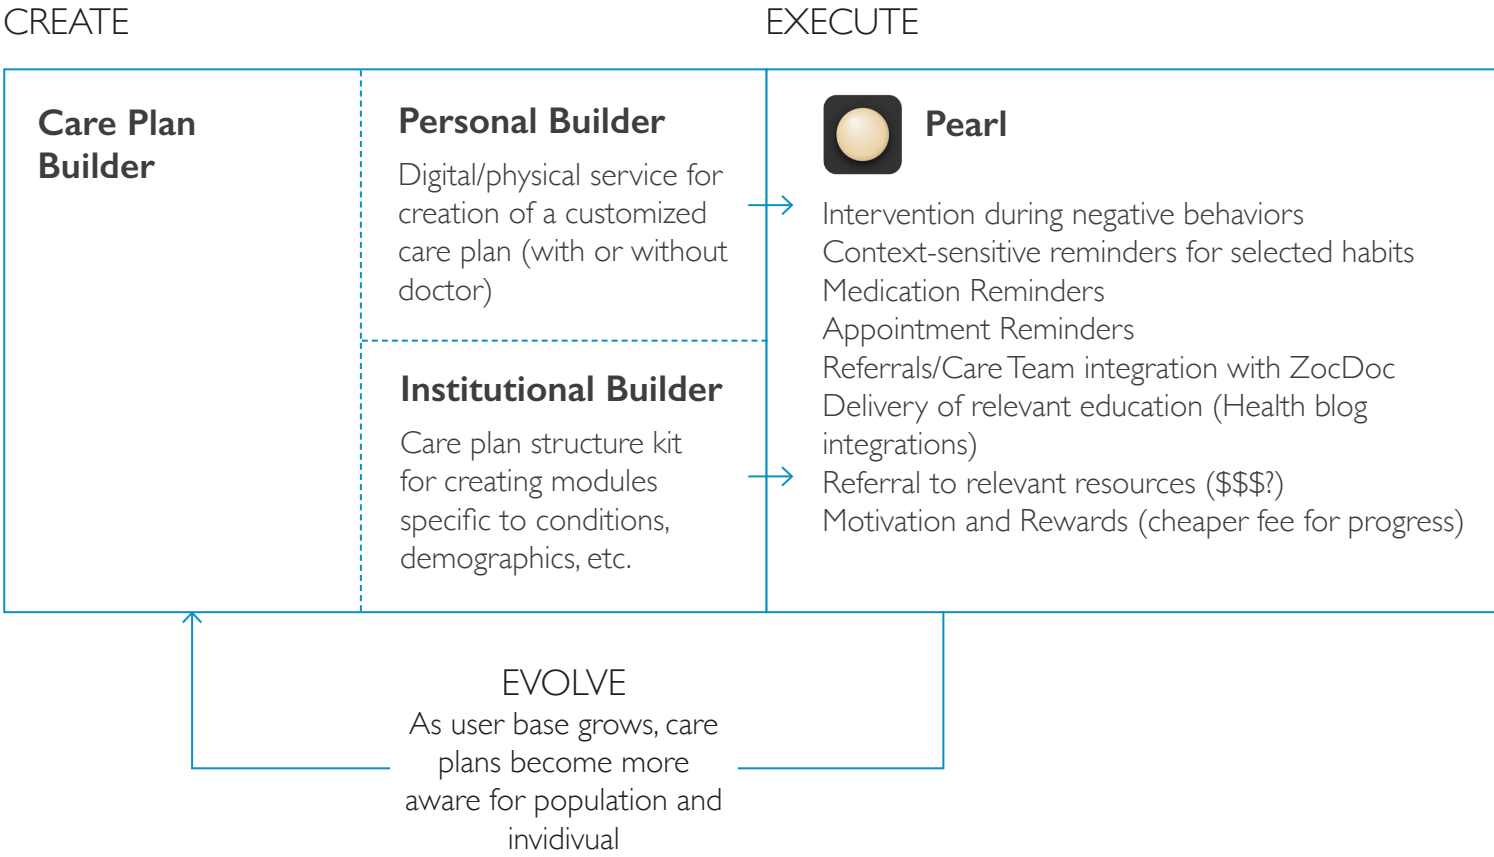 CREATE
EXECUTE
Care Plan
Builder
Personal Builder
Digital/physical service for
creation of a customized
care plan (with or without
doctor)
Institutional Builder
Care plan structure kit
for creating modules
specific to conditions,
demographics, etc.
Pearl
Intervention during negative behaviors
Context-sensitive reminders for selected habits
Medication Reminders
Appointment Reminders
Referrals/Care Team integration with ZocDoc
Delivery of relevant education (Health blog
integrations)
Referral to relevant resources ($$$?)
Motivation and Rewards (cheaper fee for progress)
EVOLVE
As user base grows, care
plans become more
aware for population and
invidivual